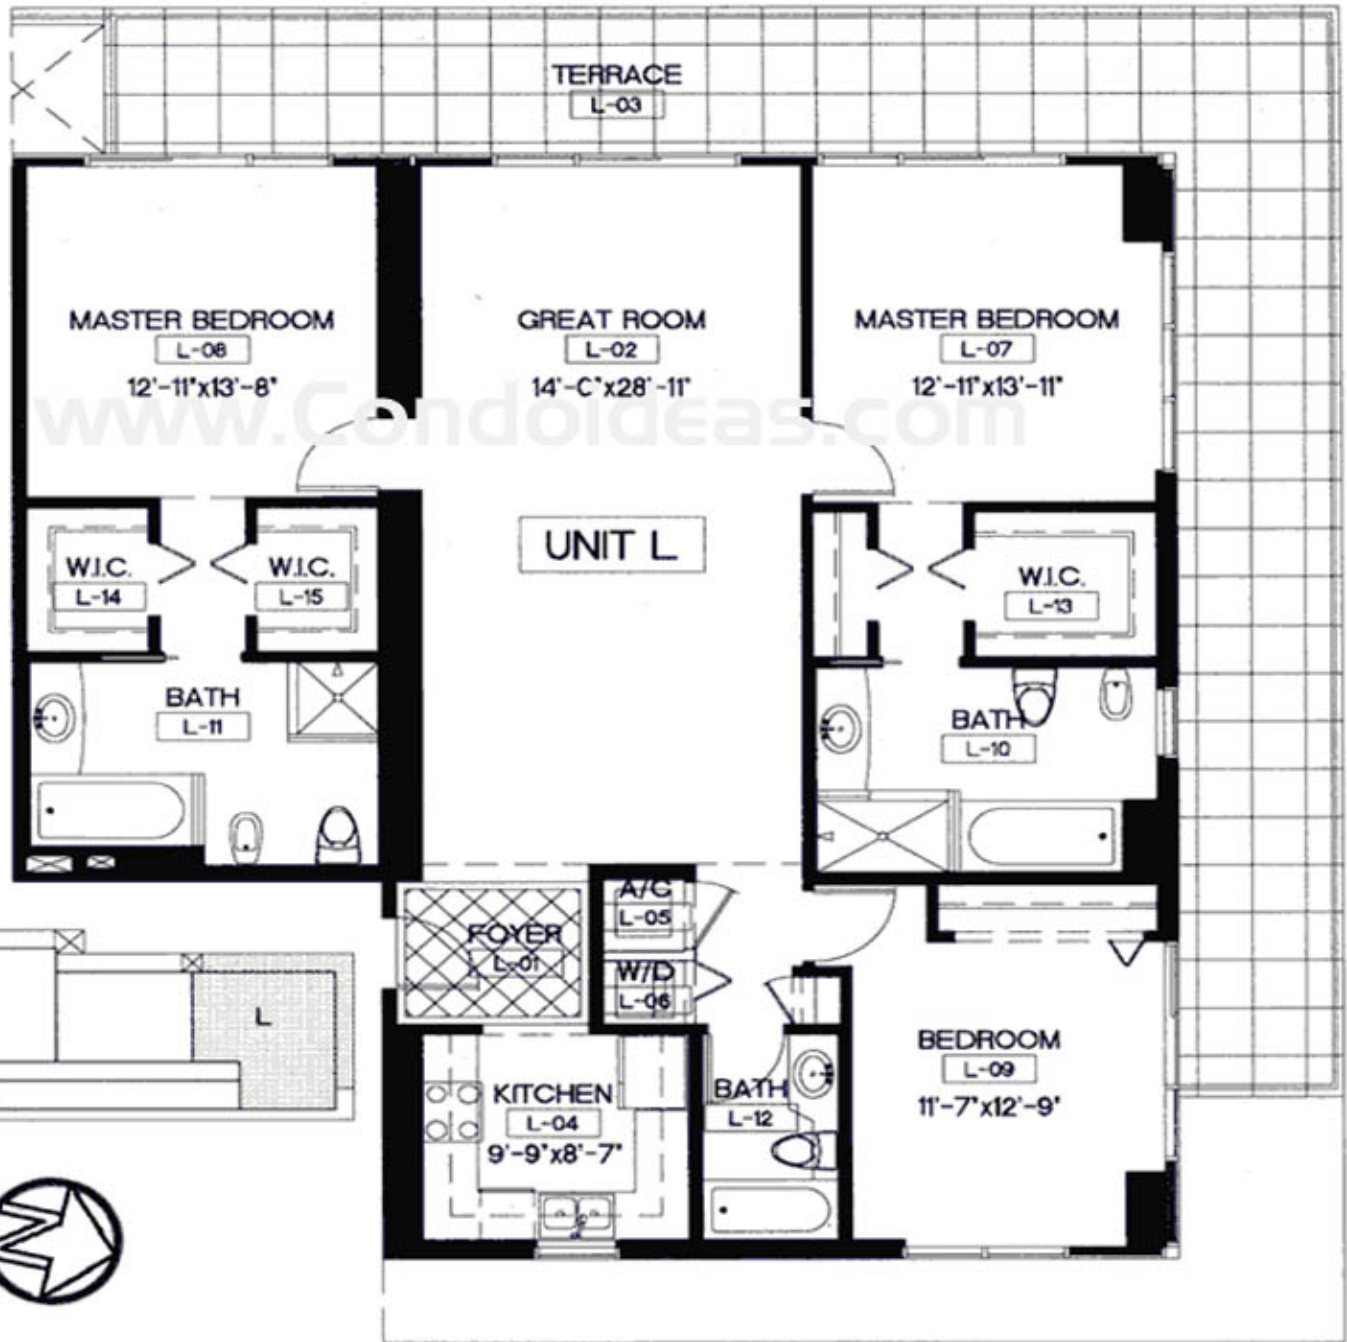 TERRACE
L-03
MASTER BEDROOM
L-08
12'-11"x13'-8"
GREAT ROOM
L-02
14'-C"x28'-11"
MASTER BEDROOM
L-07
12'-11"x13'-11"
www.Condoideas.com
UNIT L
W.I.C.
L-14
W.I.C.
L-15
W.I.C.
L-13
BATH
L-11
BATH
L-10
A/C
L-05
FOYER
L-01
W/D
L-06
L
BEDROOM
L-09
11'-7"x12'-9"
KITCHEN
L-04
9'-9"x8'-7"
BATH
L-12
N